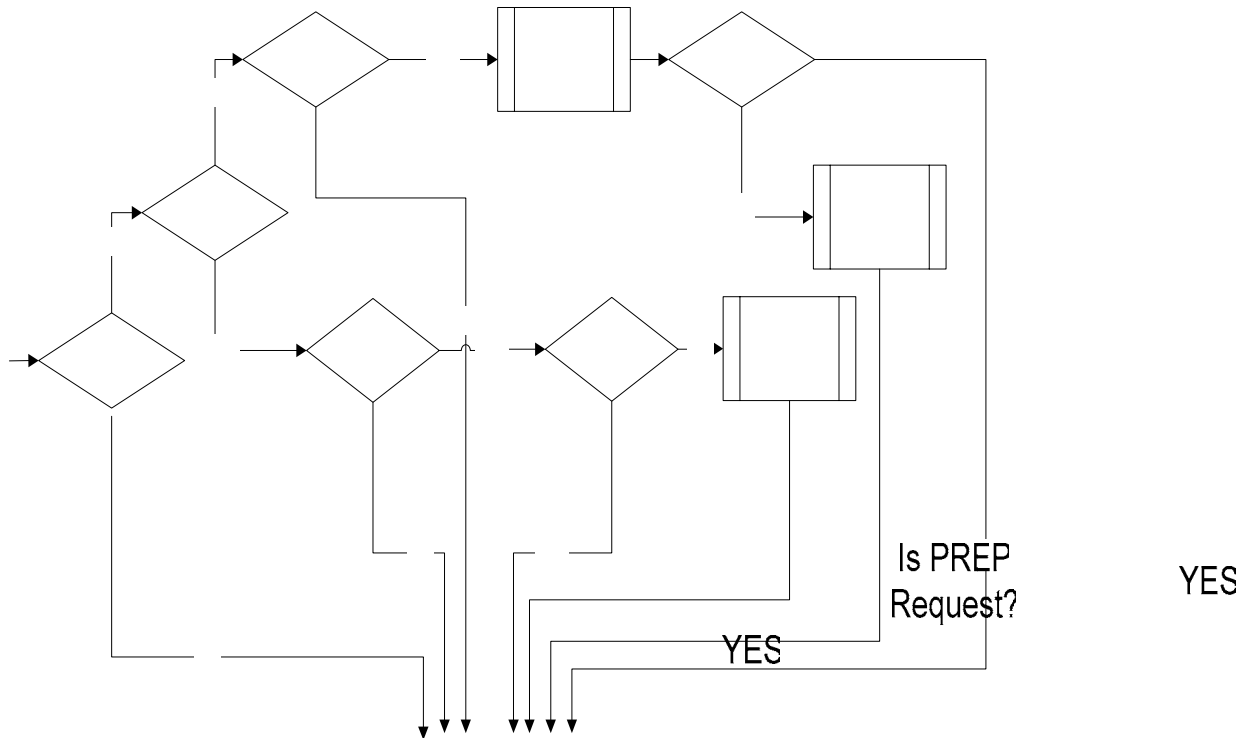 Is PREP
Request?
YES
YES